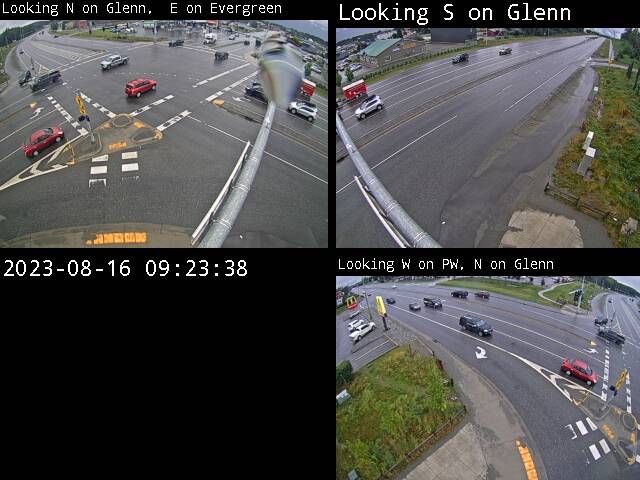 Looking N on Glenn,  E on Evergreen
Looking S on Glenn
2023-08-16 09:23:38
Looking W on PW, N on Glenn